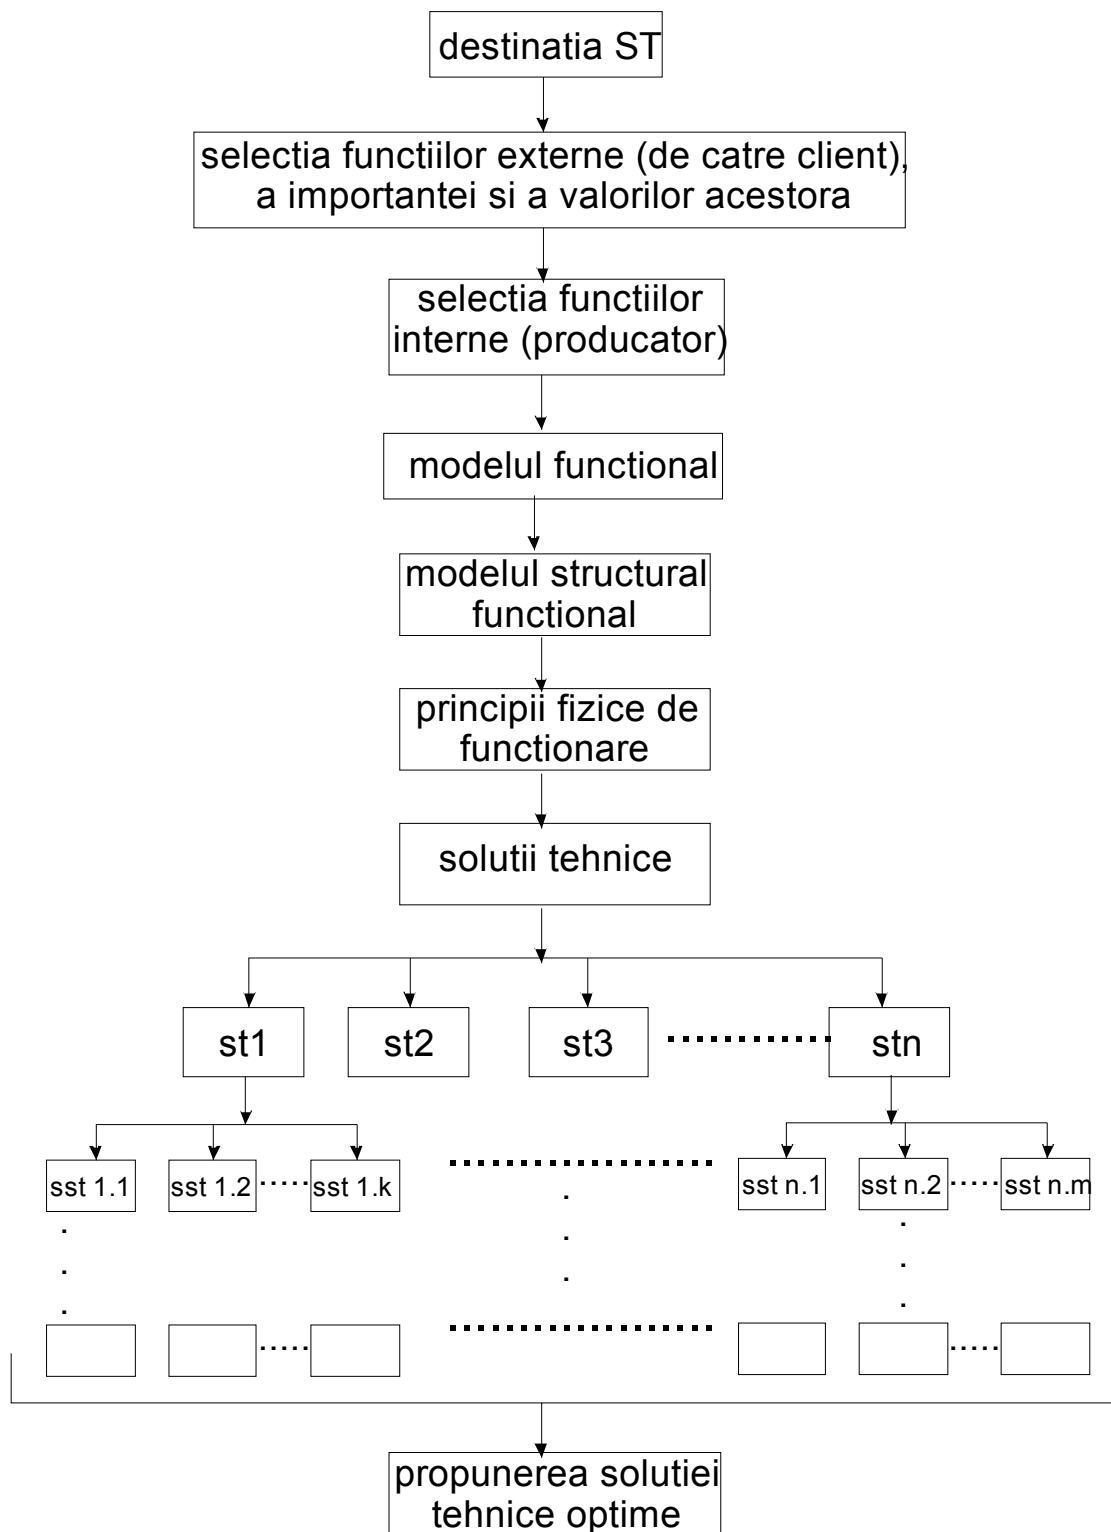 destinatia ST
selectia functiilor externe (de catre client),
a importantei si a valorilor acestora
selectia functiilor
interne (producator)
modelul functional
modelul structural
functional
principii fizice de
functionare
solutii tehnice
st1 st2 st3 ................. stn
sst 1.1 sst 1.2 ..... sst 1.k ........................... sst n.1 sst n.2 ..... sst n.m
propunerea solutiei
tehnice optime